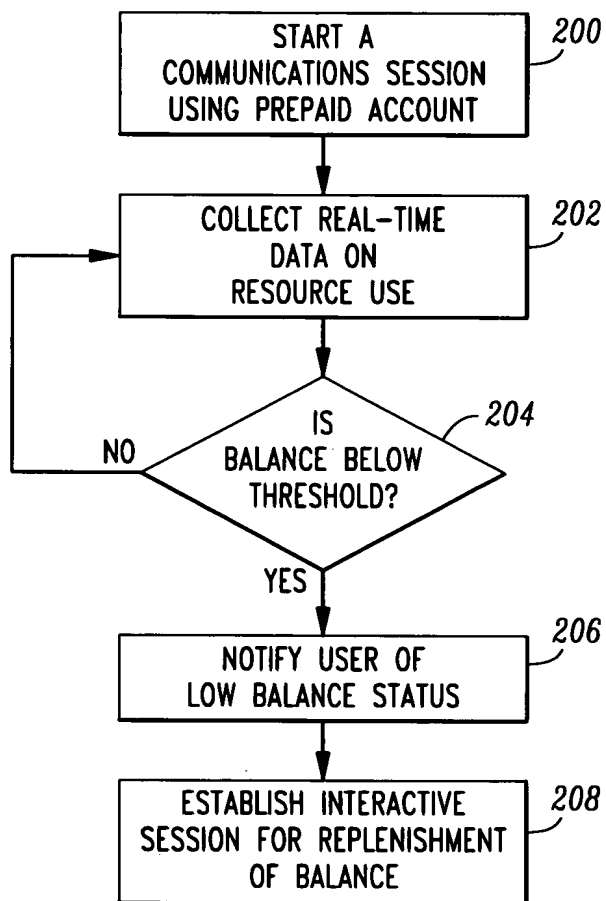 START A
COMMUNICATIONS SESSION
USING PREPAID ACCOUNT
200
COLLECT REAL-TIME
DATA ON
RESOURCE USE
202
IS
BALANCE BELOW
THRESHOLD?
204
NO
YES
NOTIFY USER OF
LOW BALANCE STATUS
206
ESTABLISH INTERACTIVE
SESSION FOR REPLENISHMENT
OF BALANCE
208